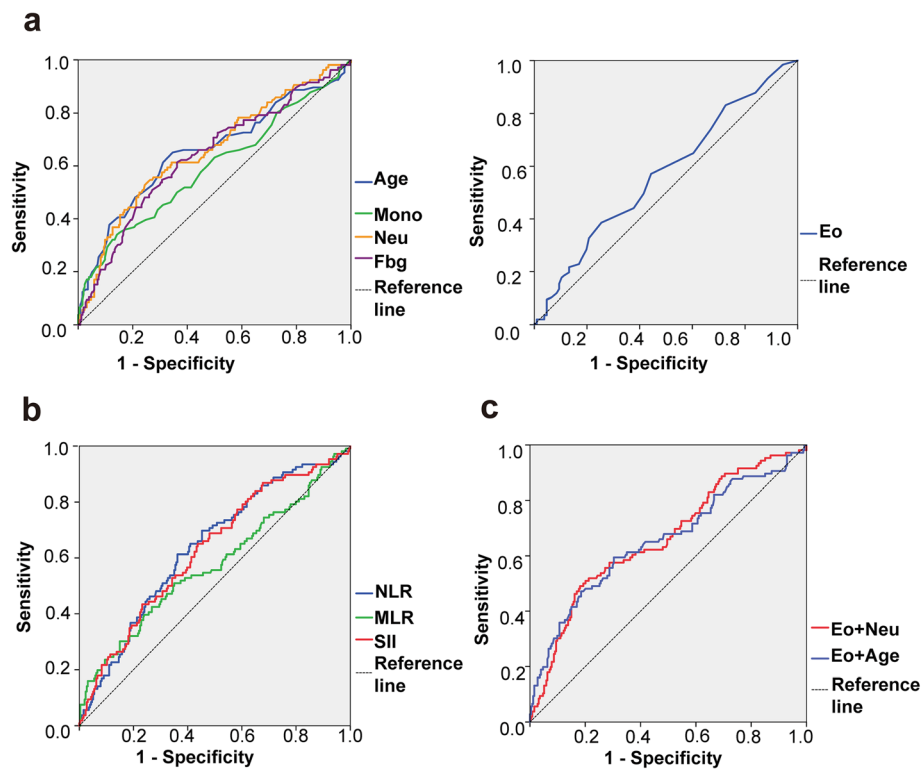 a
1.0
0.8
0.6
0.4
0.2
0.0
Sensitivity
0.2 0.4 0.6 0.8 1.0
1 - Specificity
Age
Mono
Neu
Fbg
Reference
line
1.0
0.8
0.6
0.4
0.2
0.0
Sensitivity
0.2 0.4 0.6 0.8 1.0
1 - Specificity
Eo
Reference
line
b
1.0
0.8
0.6
0.4
0.2
0.0
Sensitivity
0.2 0.4 0.6 0.8 1.0
1 - Specificity
NLR
MLR
SII
Reference
line
c
1.0
0.8
0.6
0.4
0.2
0.0
Sensitivity
0.2 0.4 0.6 0.8 1.0
1 - Specificity
Eo+Neu
Eo+Age
Reference
line